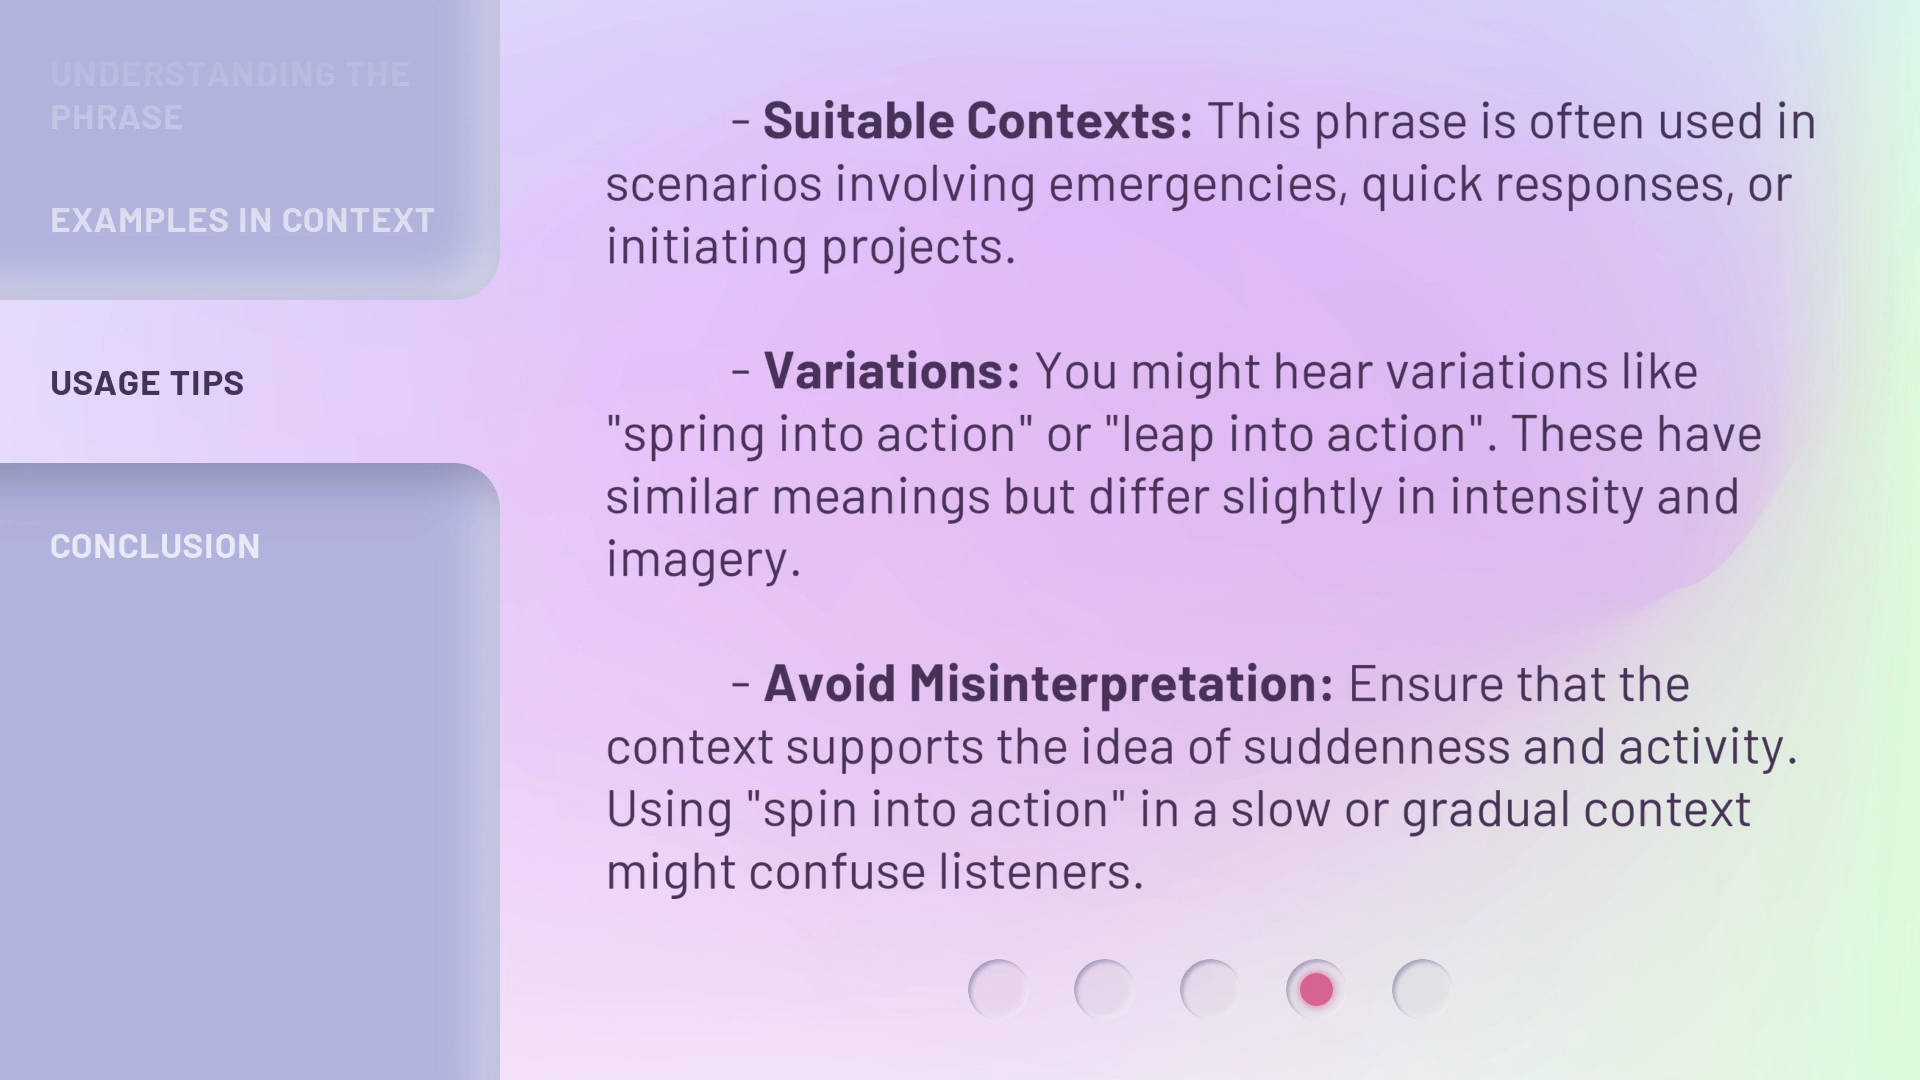 UNDERSTANDING THE
PHRASE
EXAMPLES IN CONTEXT
USAGE TIPS
CONCLUSION
- Suitable Contexts: This phrase is often used in
scenarios involving emergencies, quick responses, or
initiating projects.
- Variations: You might hear variations like
"spring into action" or "leap into action". These have
similar meanings but differ slightly in intensity and
imagery.
- Avoid Misinterpretation: Ensure that the
context supports the idea of suddenness and activity.
Using "spin into action" in a slow or gradual context
might confuse listeners.